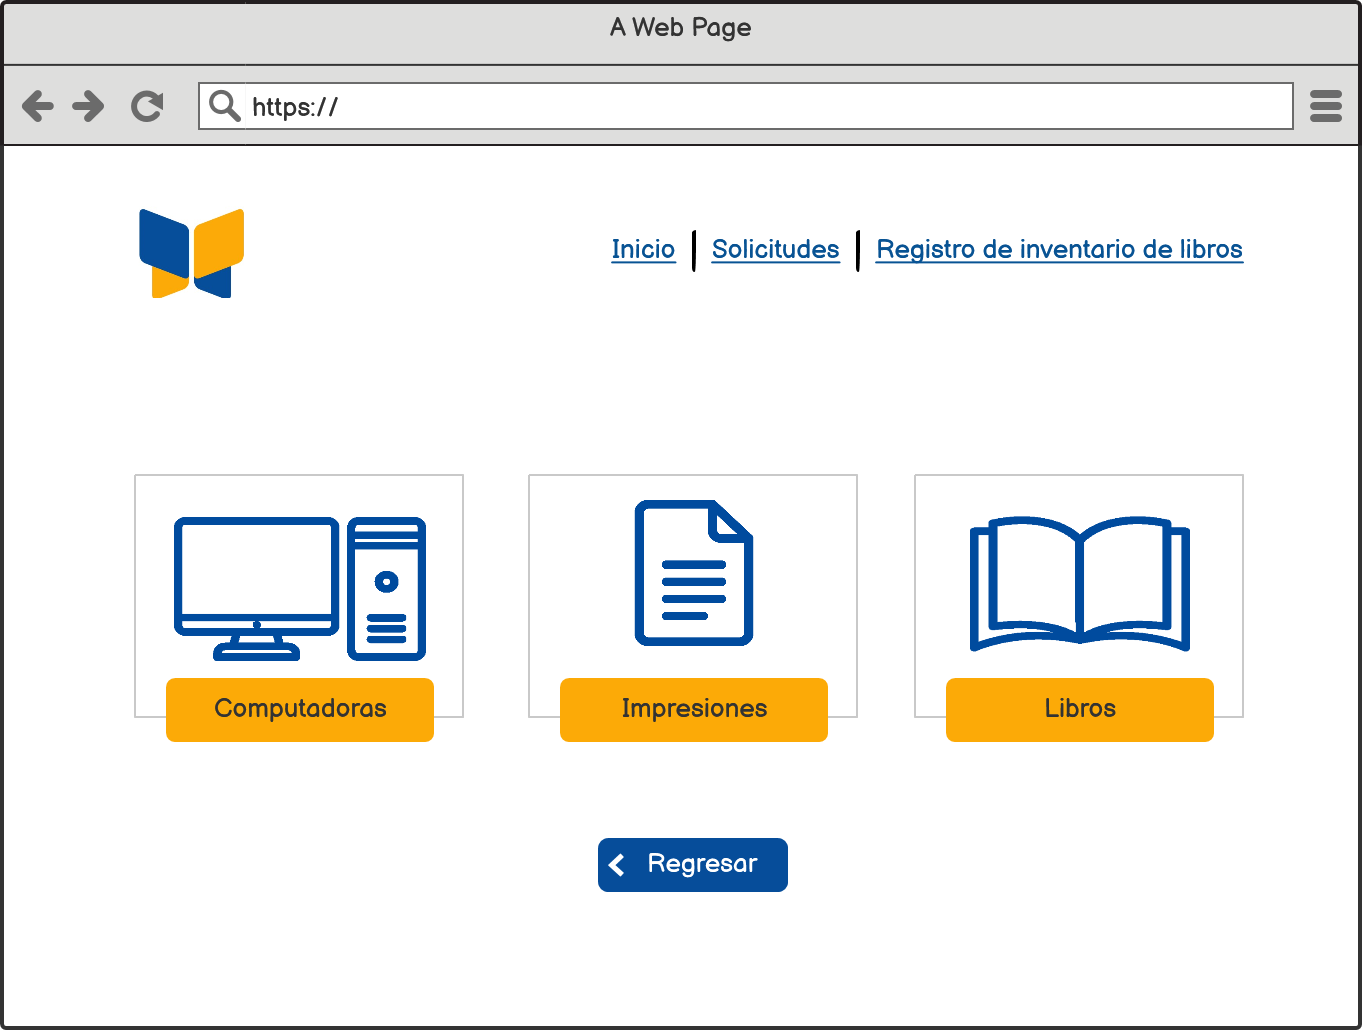 A Web Page
https://
Inicio Solicitudes Registro de inventario de libros
Computadoras Impresiones Libros
Regresar